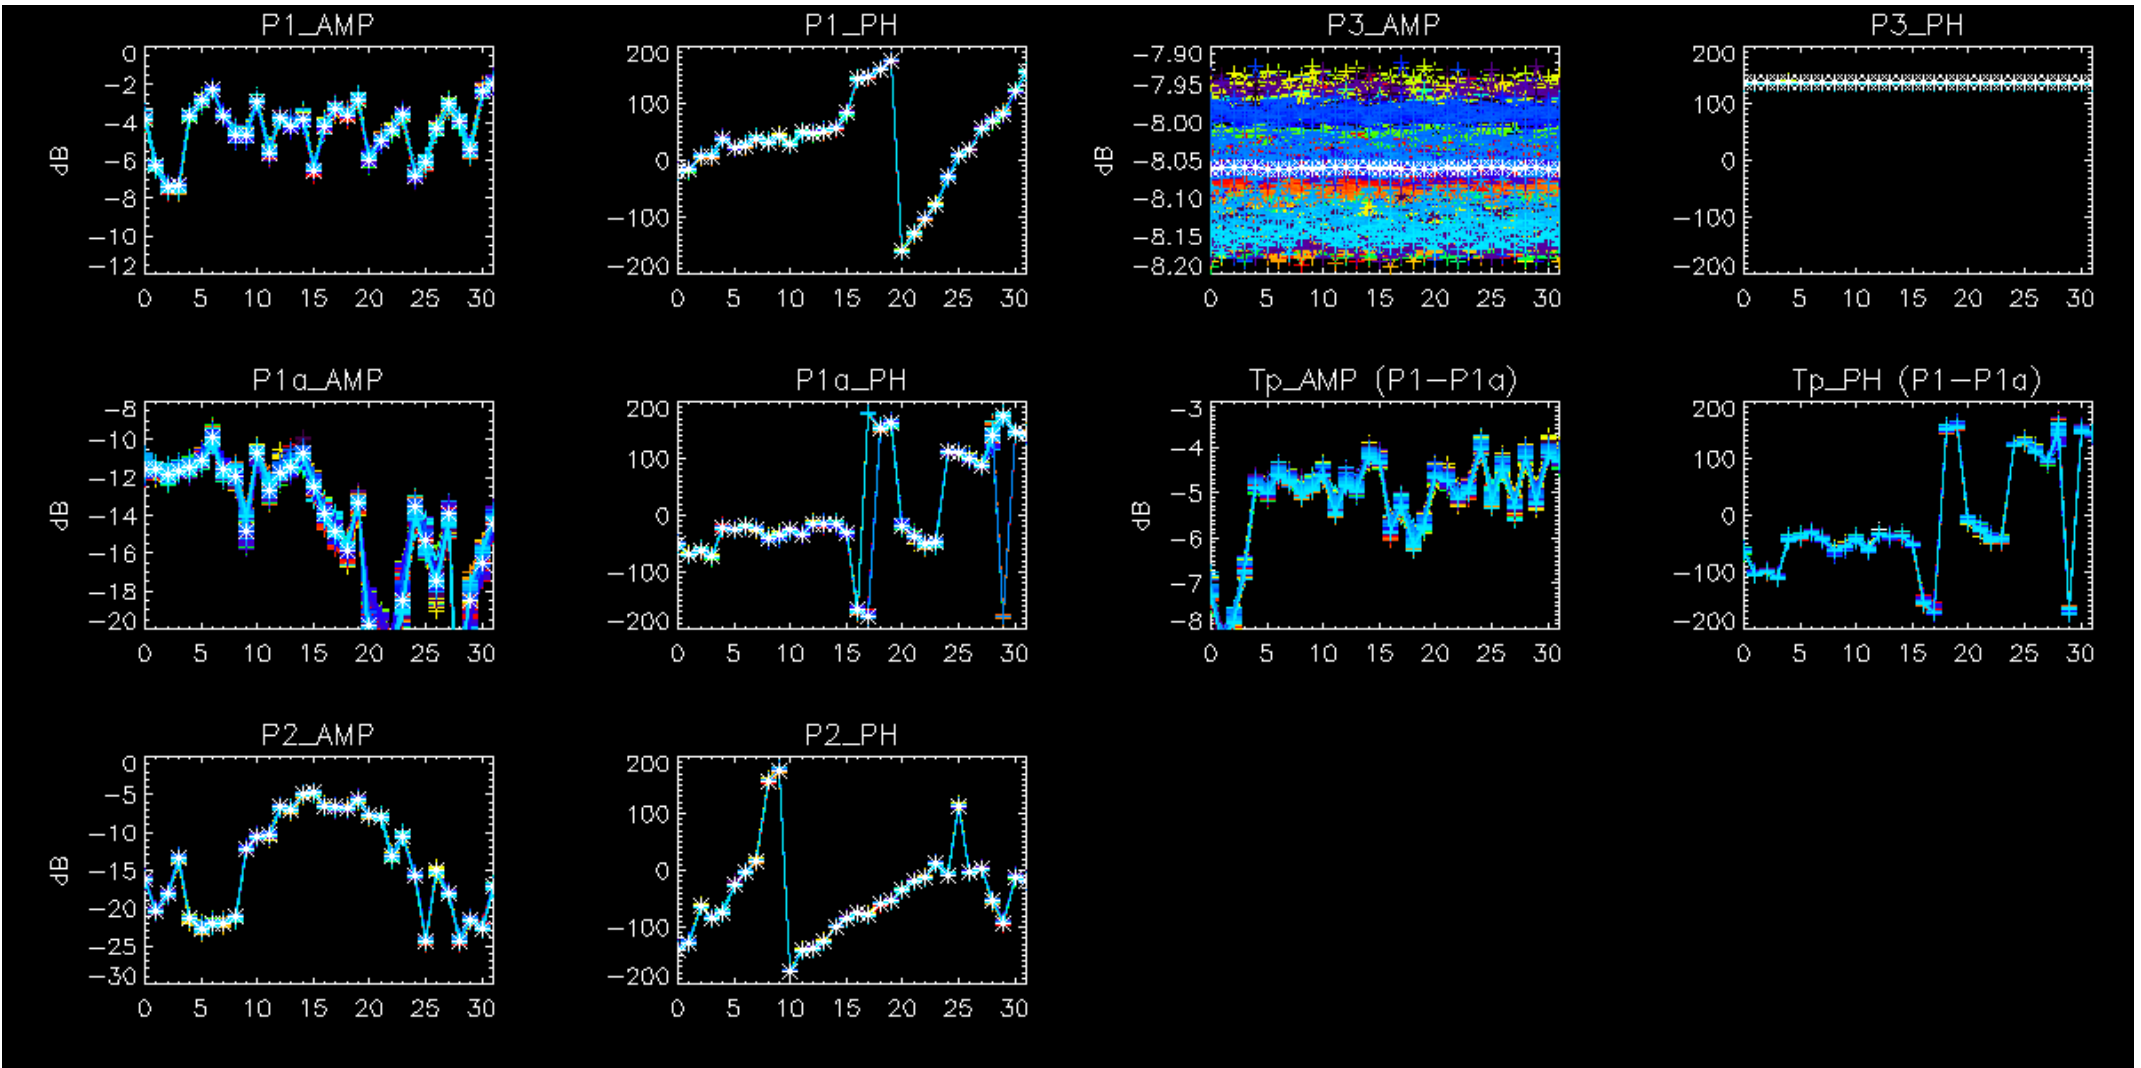 P1_AMP
P1_PH
P3_AMP
P3_PH
0
−2
−4
−6
−8
−10
−12
dB
0 5 10 15 20 25 30
200
100
0
−100
−200
0 5 10 15 20 25 30
−7.90
−7.95
−8.00
−8.05
−8.10
−8.15
−8.20
dB
0 5 10 15 20 25 30
200
100
0
−100
−200
0 5 10 15 20 25 30
P1a_AMP
P1a_PH
Tp_AMP (P1−P1a)
Tp_PH (P1−P1a)
−8
−10
−12
−14
−16
−18
−20
dB
0 5 10 15 20 25 30
200
100
0
−100
−200
0 5 10 15 20 25 30
−3
−4
−5
−6
−7
−8
dB
0 5 10 15 20 25 30
200
100
0
−100
−200
0 5 10 15 20 25 30
P2_AMP
P2_PH
0
−5
−10
−15
−20
−25
−30
dB
0 5 10 15 20 25 30
200
100
0
−100
−200
0 5 10 15 20 25 30